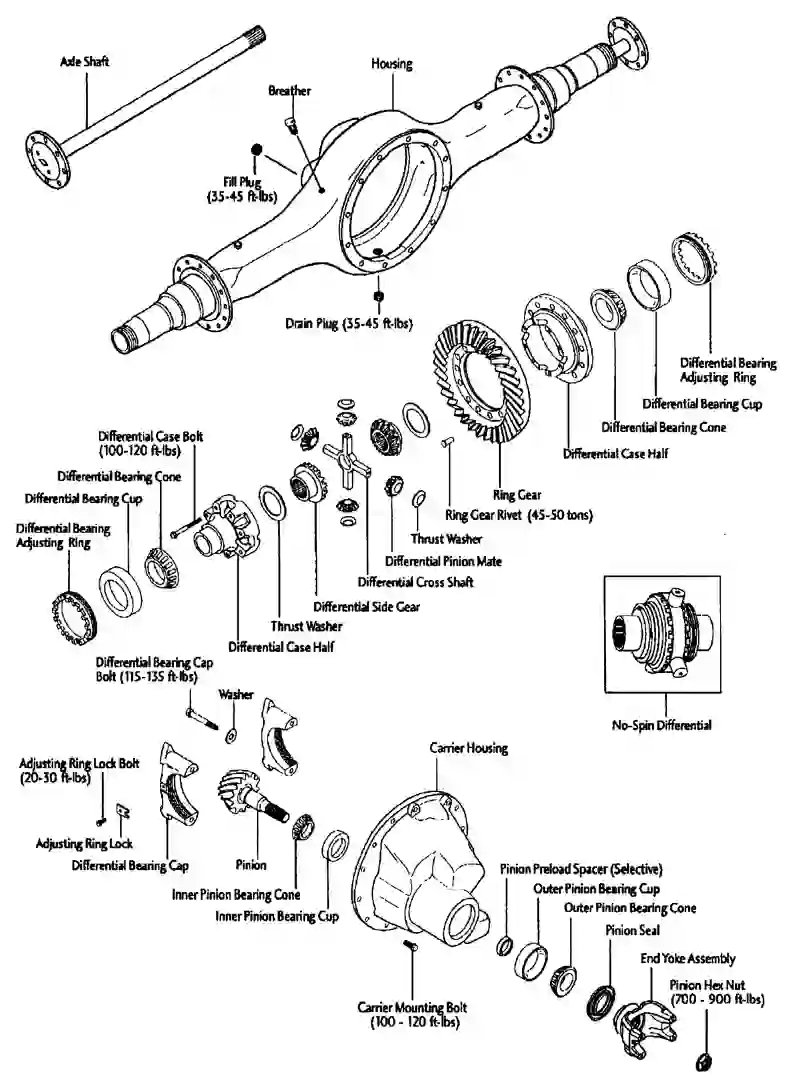 Axle Shaft
Housing
Breather
Fill Plug
(35-45 ft-lbs)
Drain Plug (35-45 ft-lbs)
Differential Bearing
Adjusting Ring
Differential Bearing Cup
Differential Bearing Cone
Differential Case Half
Ring Gear
Ring Gear Rivet (45-50 tons)
Thrust Washer
Differential Pinion Mate
Differential Cross Shaft
Differential Side Gear
Thrust Washer
Differential Case Half
Differential Case Bolt
(100-120 ft-lbs)
Differential Bearing Cone
Differential Bearing Cup
Differential Bearing
Adjusting Ring
No-Spin Differential
Differential Bearing Cap
Bolt (115-135 ft-lbs)
Washer
Adjusting Ring Lock Bolt
(20-30 ft-lbs)
Adjusting Ring Lock
Differential Bearing Cap
Pinion
Inner Pinion Bearing Cone
Inner Pinion Bearing Cup
Carrier Housing
Carrier Mounting Bolt
(100 - 120 ft-lbs)
Pinion Preload Spacer (Selective)
Outer Pinion Bearing Cup
Outer Pinion Bearing Cone
Pinion Seal
End Yoke Assembly
Pinion Hex Nut
(700 - 900 ft-lbs)